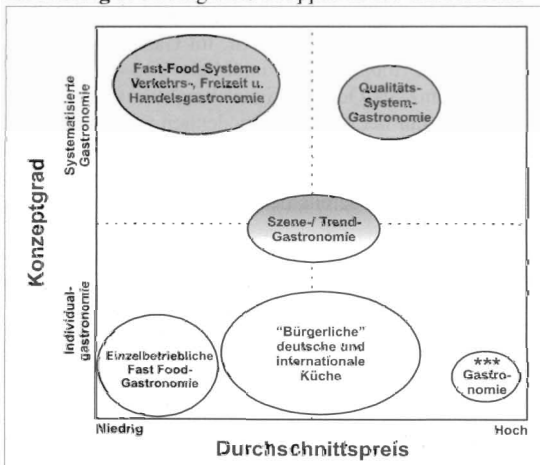 Fast-Food-Systeme
Verkehrs-, Freizeit u.
Handelsgastronomie
Qualitäts-
System-
Gastronomie
Systematisierte
Gastronomie
Konzeptgrad
Szene-/ Trend-
Gastronomie
Individual-
gastronomie
Einzelbetriebliche
Fast Food-
Gastronomie
"Bürgerliche"
deutsche und
internationale
Küche
***
Gastro-
nomie
Niedrig
Hoch
Durchschnittspreis